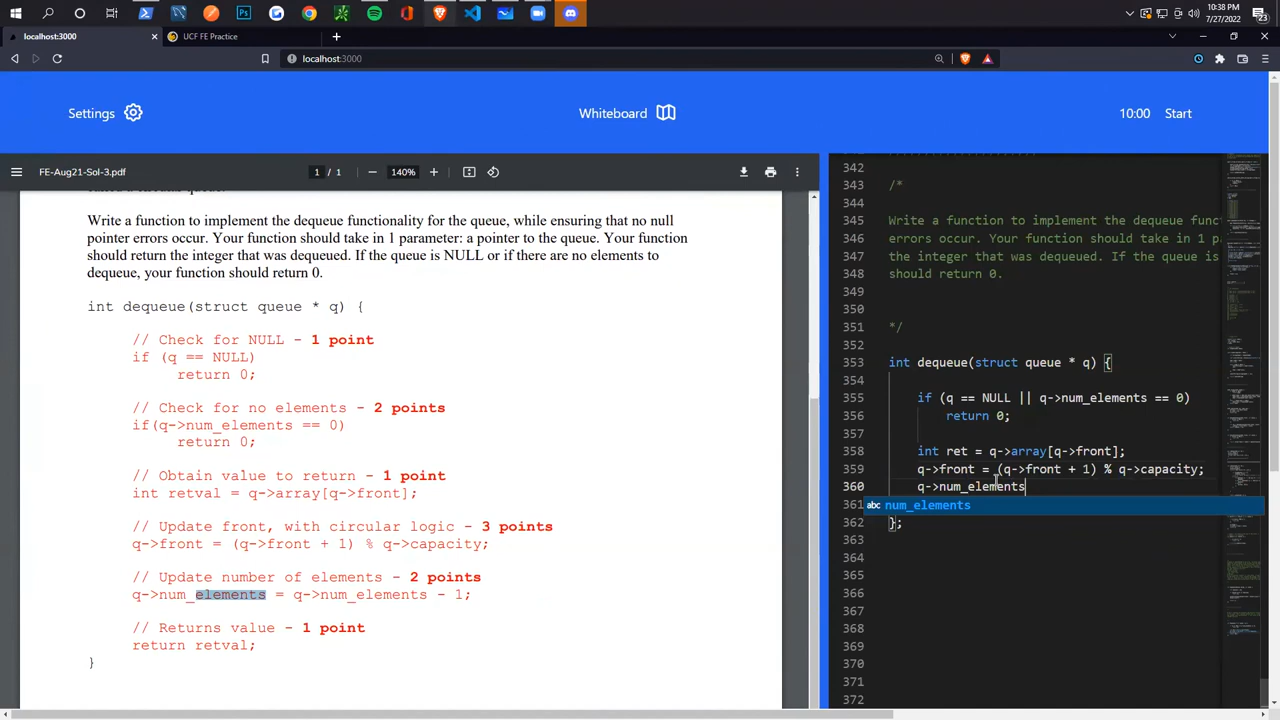 10:38 PM
7/27/2022
23
localhost:3000
UCF FE Practice
localhost:3000
Settings
Whiteboard
10:00 Start
FE-Aug21-Sol-3.pdf
1 / 1
140%
Write a function to implement the dequeue functionality for the queue, while ensuring that no null
pointer errors occur. Your function should take in 1 parameter: a pointer to the queue. Your function
should return the integer that was dequeued. If the queue is NULL or if there are no elements to
dequeue, your function should return 0.
int dequeue(struct queue * q) {
// Check for NULL - 1 point
if (q == NULL)
return 0;
// Check for no elements - 2 points
if(q->num_elements == 0)
return 0;
// Obtain value to return - 1 point
int retval = q->array[q->front];
// Update front, with circular logic - 3 points
q->front = (q->front + 1) % q->capacity;
// Update number of elements - 2 points
q->num_elements = q->num_elements - 1;
// Returns value - 1 point
return retval;
}
342
343 /*
344
345 Write a function to implement the dequeue func
346 errors occur. Your function should take in 1 p
347 the integer that was dequeued. If the queue is
348 should return 0.
349
350
351 */
352
353 int dequeue(struct queue * q) {
354
355 if (q == NULL || q->num_elements == 0)
356 return 0;
357
358 int ret = q->array[q->front];
359 q->front = (q->front + 1) % q->capacity;
360 q->num_elements
361 abc num_elements
362 };
363
364
365
366
367
368
369
370
371
372